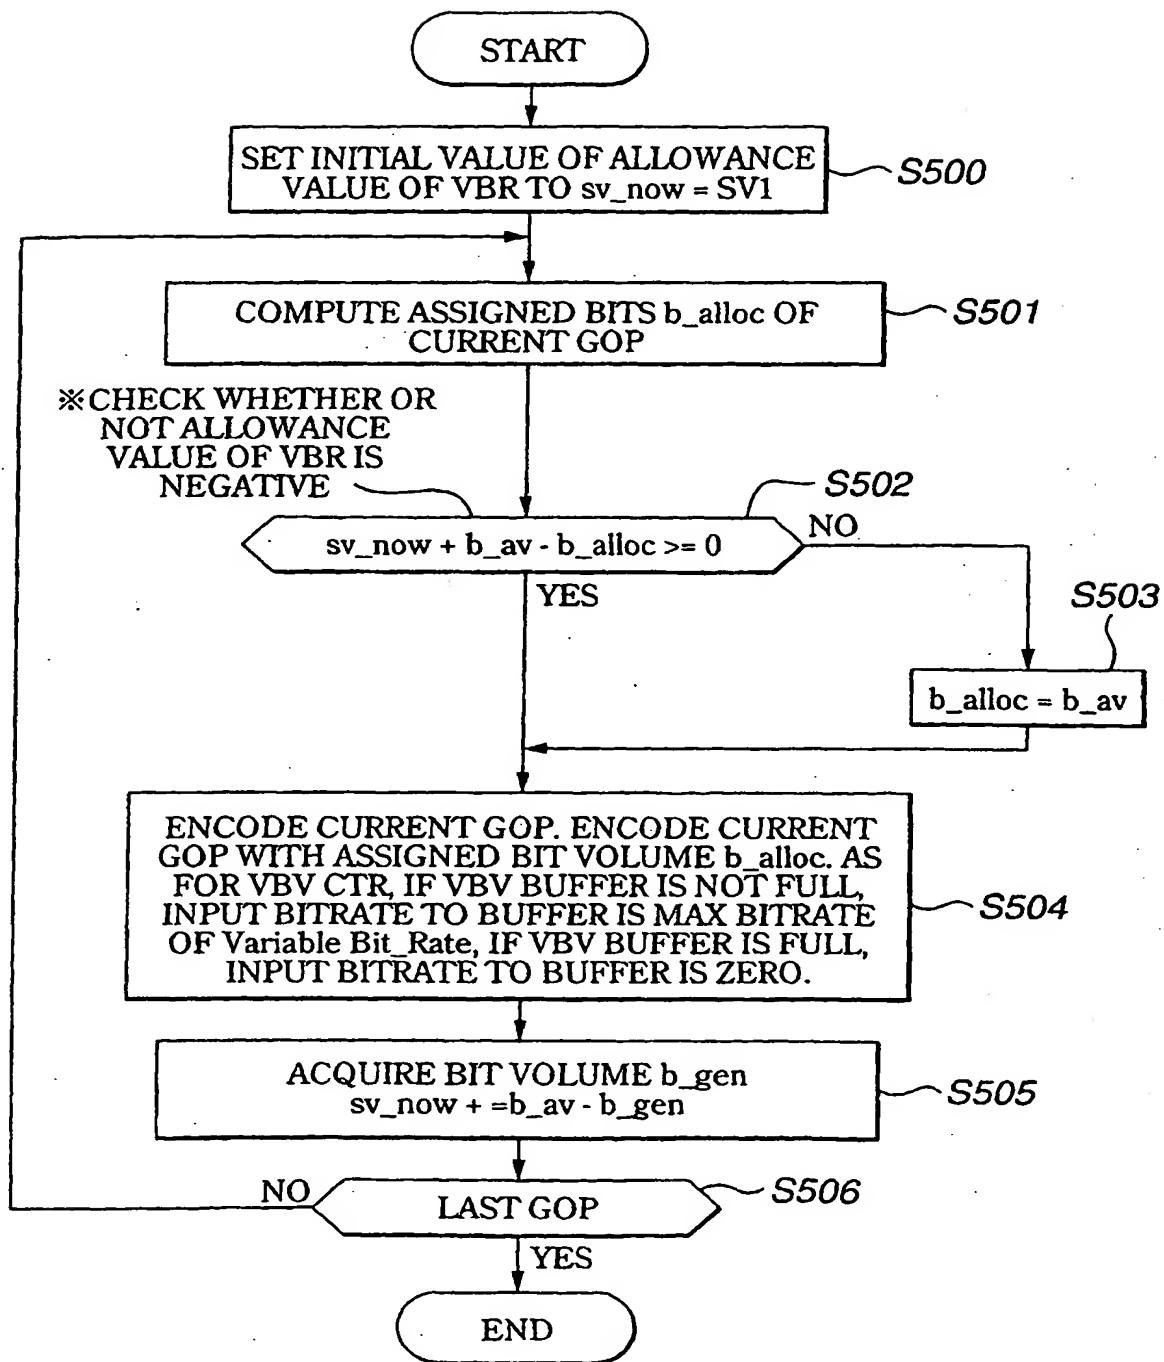 START
SET INITIAL VALUE OF ALLOWANCE
VALUE OF VBR TO sv_now = SV1
S500
COMPUTE ASSIGNED BITS b_alloc OF
CURRENT GOP
S501
※CHECK WHETHER OR
NOT ALLOWANCE
VALUE OF VBR IS
NEGATIVE
S502
sv_now + b_av - b_alloc >= 0
NO
YES
S503
b_alloc = b_av
ENCODE CURRENT GOP. ENCODE CURRENT
GOP WITH ASSIGNED BIT VOLUME b_alloc. AS
FOR VBV CTR, IF VBV BUFFER IS NOT FULL,
INPUT BITRATE TO BUFFER IS MAX BITRATE
OF Variable Bit_Rate, IF VBV BUFFER IS FULL,
INPUT BITRATE TO BUFFER IS ZERO.
S504
ACQUIRE BIT VOLUME b_gen
sv_now + =b_av - b_gen
S505
NO
LAST GOP
S506
YES
END